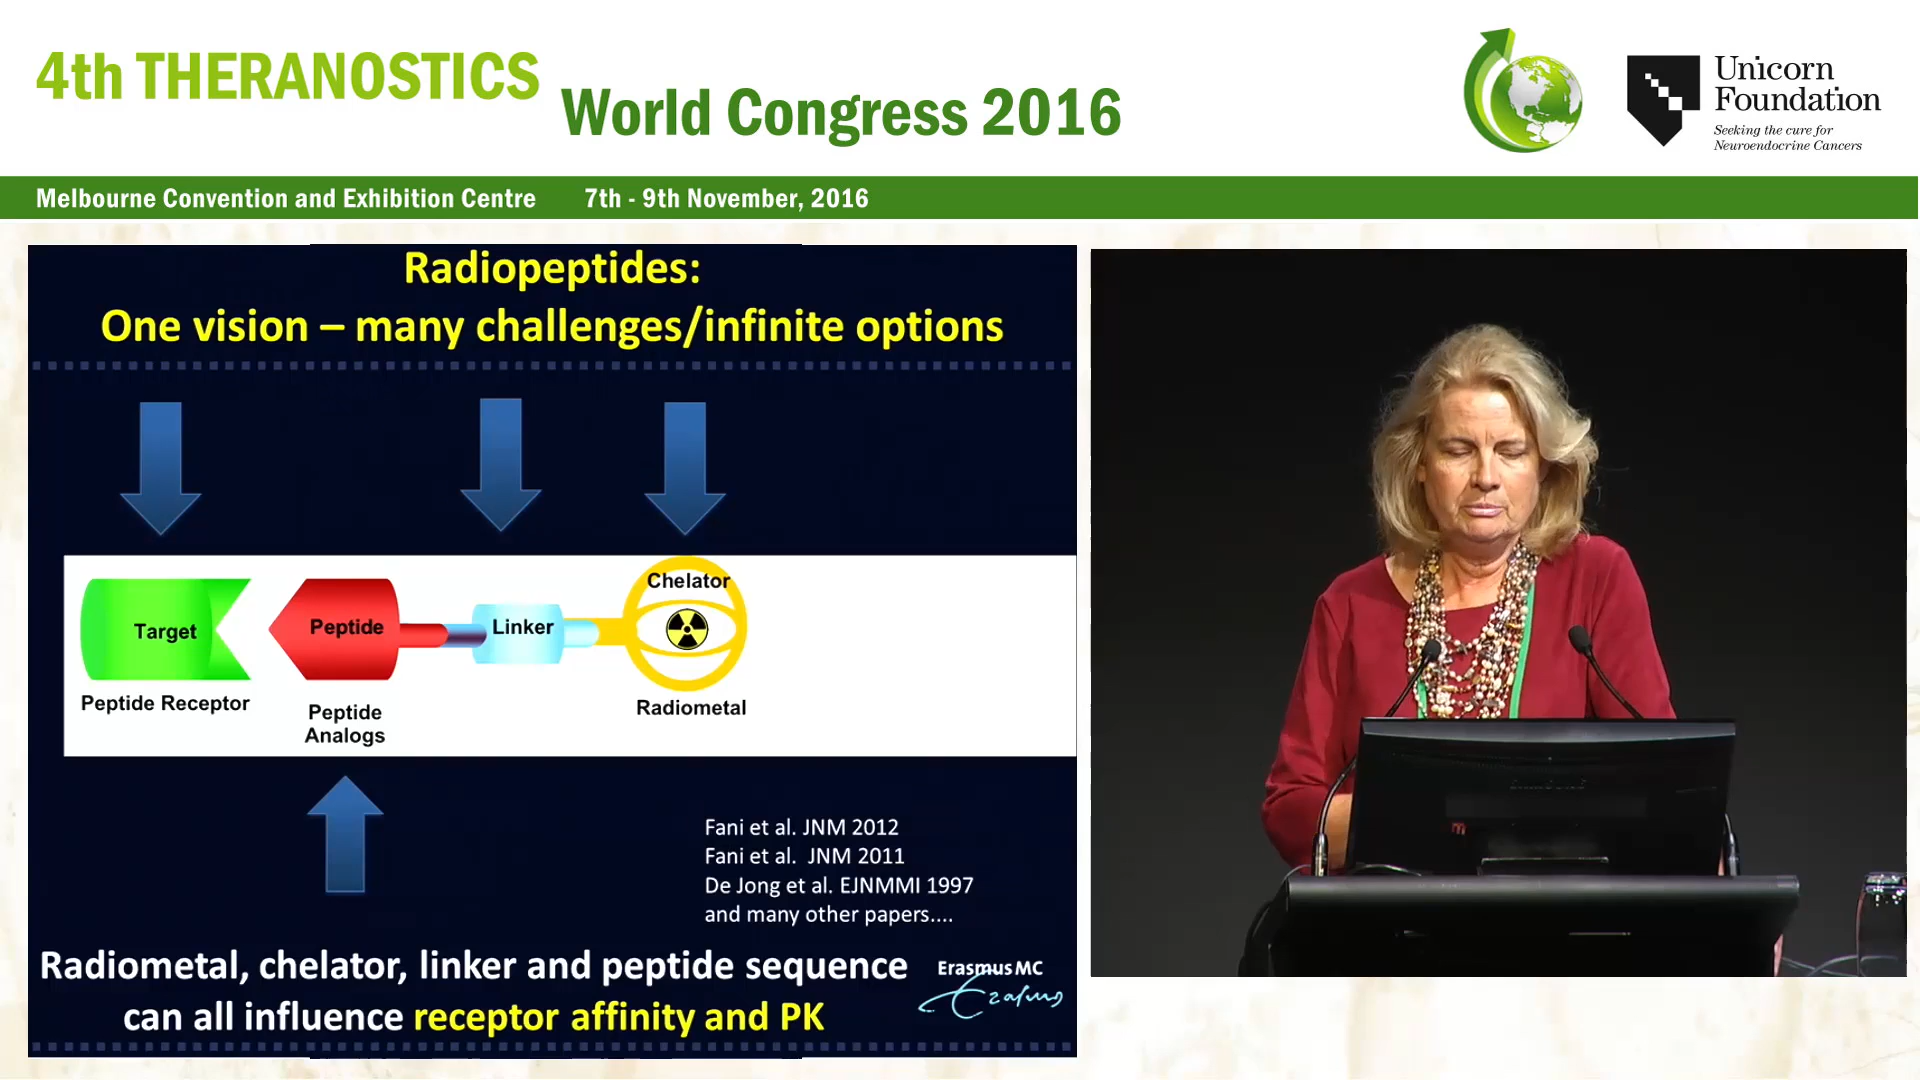 4th THERANOSTICS
World Congress 2016
Unicorn
Foundation
Seeking the cure for
Neuroendocrine Cancers
Melbourne Convention and Exhibition Centre 7th - 9th November, 2016
Radiopeptides:
One vision – many challenges/infinite options
Chelator
Target
Peptide
Linker
Peptide Receptor
Peptide
Analogs
Radiometal
Fani et al. JNM 2012
Fani et al. JNM 2011
De Jong et al. EJNMMI 1997
and many other papers....
Radiometal, chelator, linker and peptide sequence
can all influence receptor affinity and PK
Erasmus MC
Erasmus